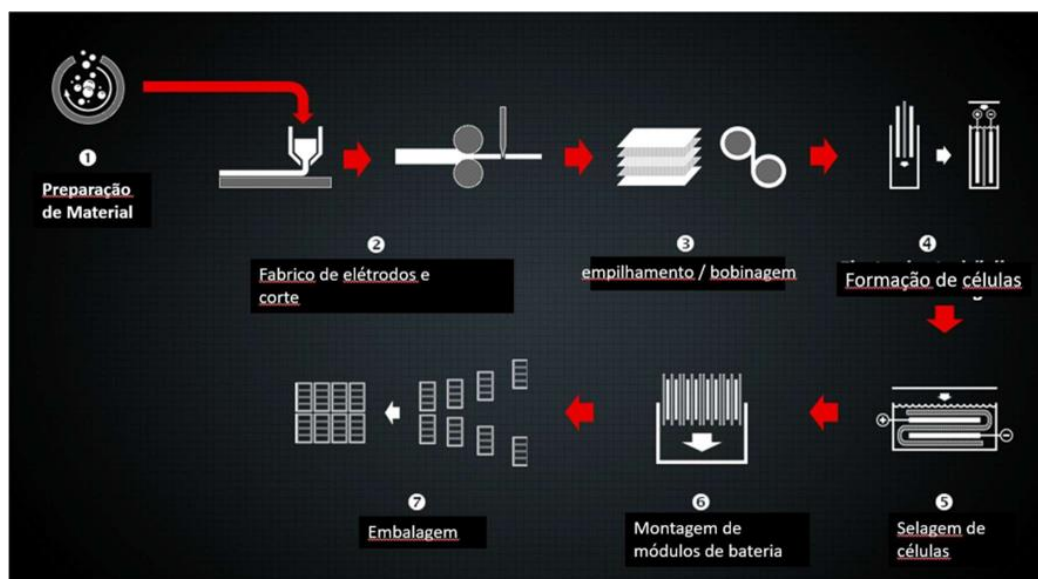 ❶
Preparação
de Material
❷
Fabrico de elétrodos e
corte
❸
empilhamento / bobinagem
❹
Formação de células
❼
Embalagem
❻
Montagem de
módulos de bateria
❺
Selagem de
células